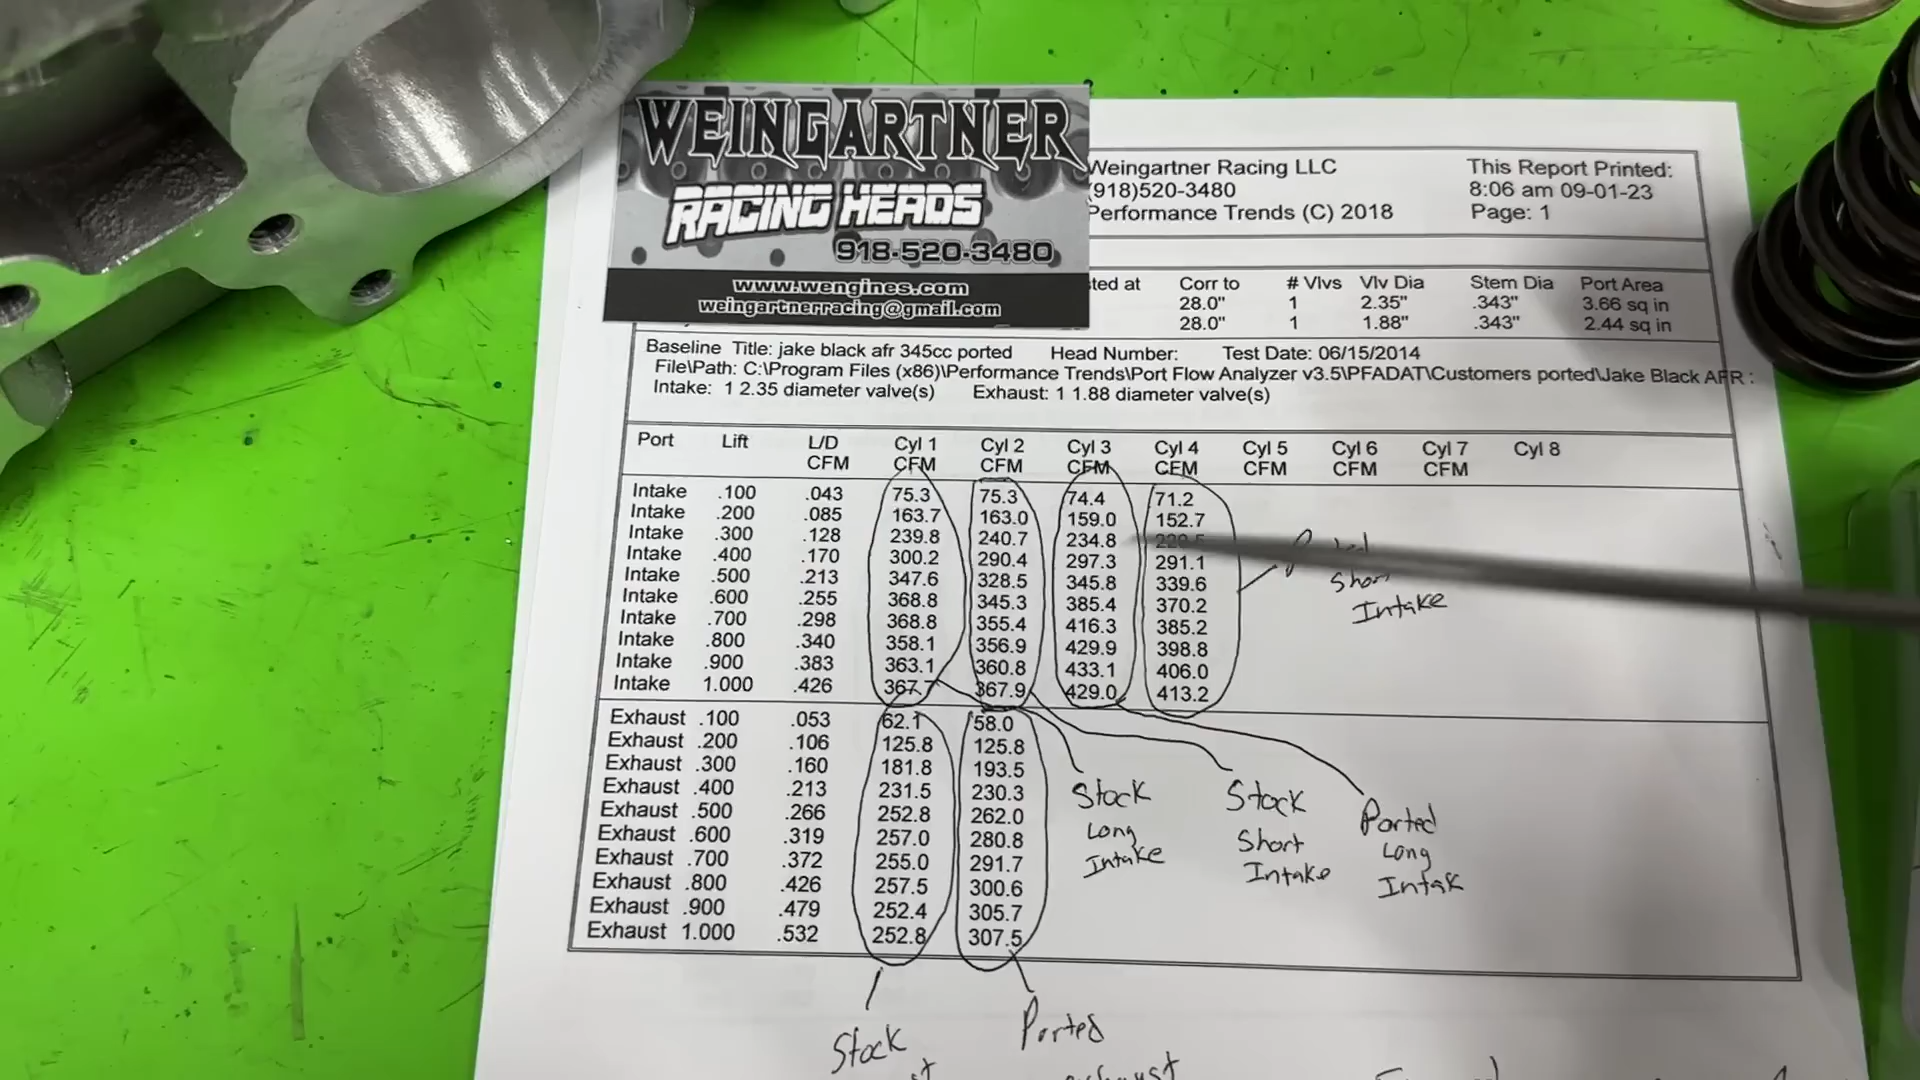 WEINGARTNER
RACING HEADS
918-520-3480
www.wengines.com
weingartnerracing@gmail.com
Weingartner Racing LLC
(918)520-3480
Performance Trends (C) 2018
This Report Printed:
8:06 am 09-01-23
Page: 1
at Corr to # Vlvs Vlv Dia Stem Dia Port Area
28.0" 1 2.35" .343" 3.66 sq in
28.0" 1 1.88" .343" 2.44 sq in
Baseline Title: jake black afr 345cc ported Head Number: Test Date: 06/15/2014
File\Path: C:\Program Files (x86)\Performance Trends\Port Flow Analyzer v3.5\PFADAT\Customers ported\Jake Black AFR :
Intake: 1 2.35 diameter valve(s) Exhaust: 1 1.88 diameter valve(s)
Port Lift L/D Cyl 1 Cyl 2 Cyl 3 Cyl 4 Cyl 5 Cyl 6 Cyl 7 Cyl 8
CFM CFM CFM CFM CFM CFM CFM CFM
Intake .100 .043 75.3 75.3 74.4 71.2
Intake .200 .085 163.7 163.0 159.0 152.7
Intake .300 .128 239.8 240.7 234.8
Intake .400 .170 300.2 290.4 297.3 291.1
Intake .500 .213 347.6 328.5 345.8 339.6
Intake .600 .255 368.8 345.3 385.4 370.2
Intake .700 .298 368.8 355.4 416.3 385.2
Intake .800 .340 358.1 356.9 429.9 398.8
Intake .900 .383 363.1 360.8 433.1 406.0
Intake 1.000 .426 367.7 367.9 429.0 413.2
Short
Intake
Exhaust .100 .053 62.1 58.0
Exhaust .200 .106 125.8 125.8
Exhaust .300 .160 181.8 193.5
Exhaust .400 .213 231.5 230.3
Exhaust .500 .266 252.8 262.0
Exhaust .600 .319 257.0 280.8
Exhaust .700 .372 255.0 291.7
Exhaust .800 .426 257.5 300.6
Exhaust .900 .479 252.4 305.7
Exhaust 1.000 .532 252.8 307.5
Stock
Long
Intake
Stock
Short
Intake
Ported
Long
Intak
Stock
Ported
exhaust